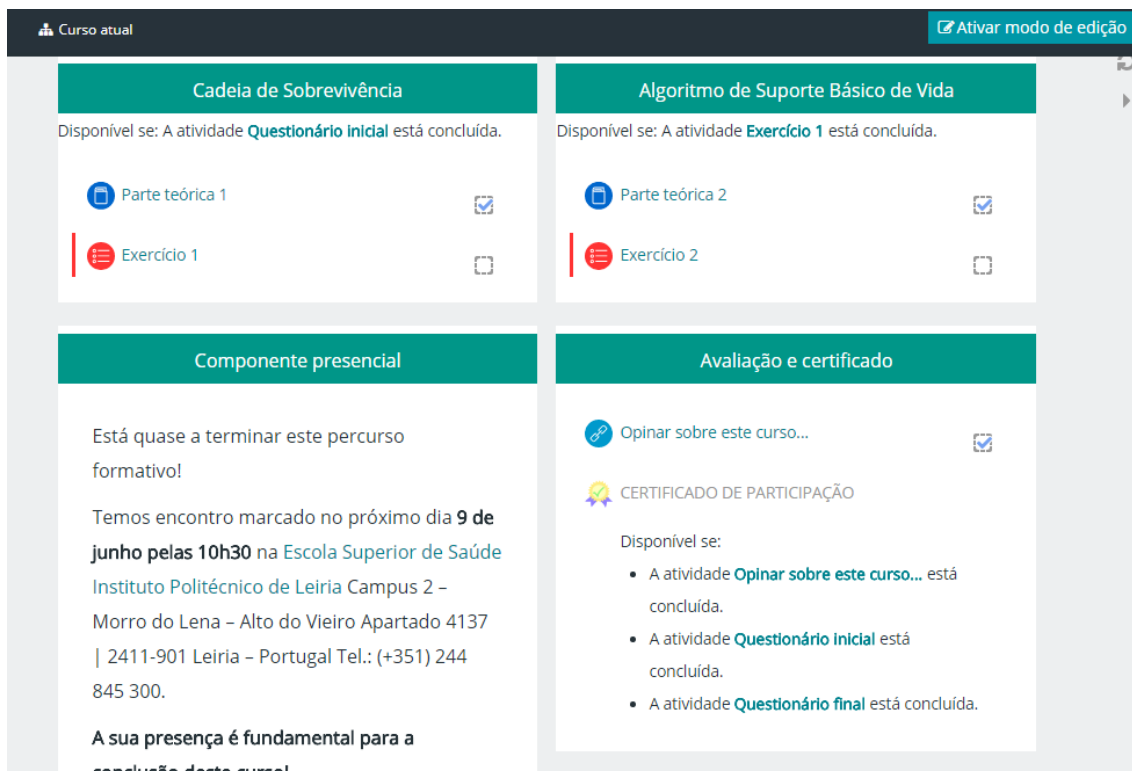 Curso atual
Ativar modo de edição
Cadeia de Sobrevivência
Disponível se: A atividade Questionário inicial está concluída.
Parte teórica 1
Exercício 1
Algoritmo de Suporte Básico de Vida
Disponível se: A atividade Exercício 1 está concluída.
Parte teórica 2
Exercício 2
Componente presencial
Está quase a terminar este percurso
formativo!
Temos encontro marcado no próximo dia 9 de
junho pelas 10h30 na Escola Superior de Saúde
Instituto Politécnico de Leiria Campus 2 –
Morro do Lena – Alto do Vieiro Apartado 4137
| 2411-901 Leiria – Portugal Tel.: (+351) 244
845 300.
A sua presença é fundamental para a
conclusão deste curso!
Avaliação e certificado
Opinar sobre este curso...
CERTIFICADO DE PARTICIPAÇÃO
Disponível se:
• A atividade Opinar sobre este curso... está
concluída.
• A atividade Questionário inicial está
concluída.
• A atividade Questionário final está concluída.